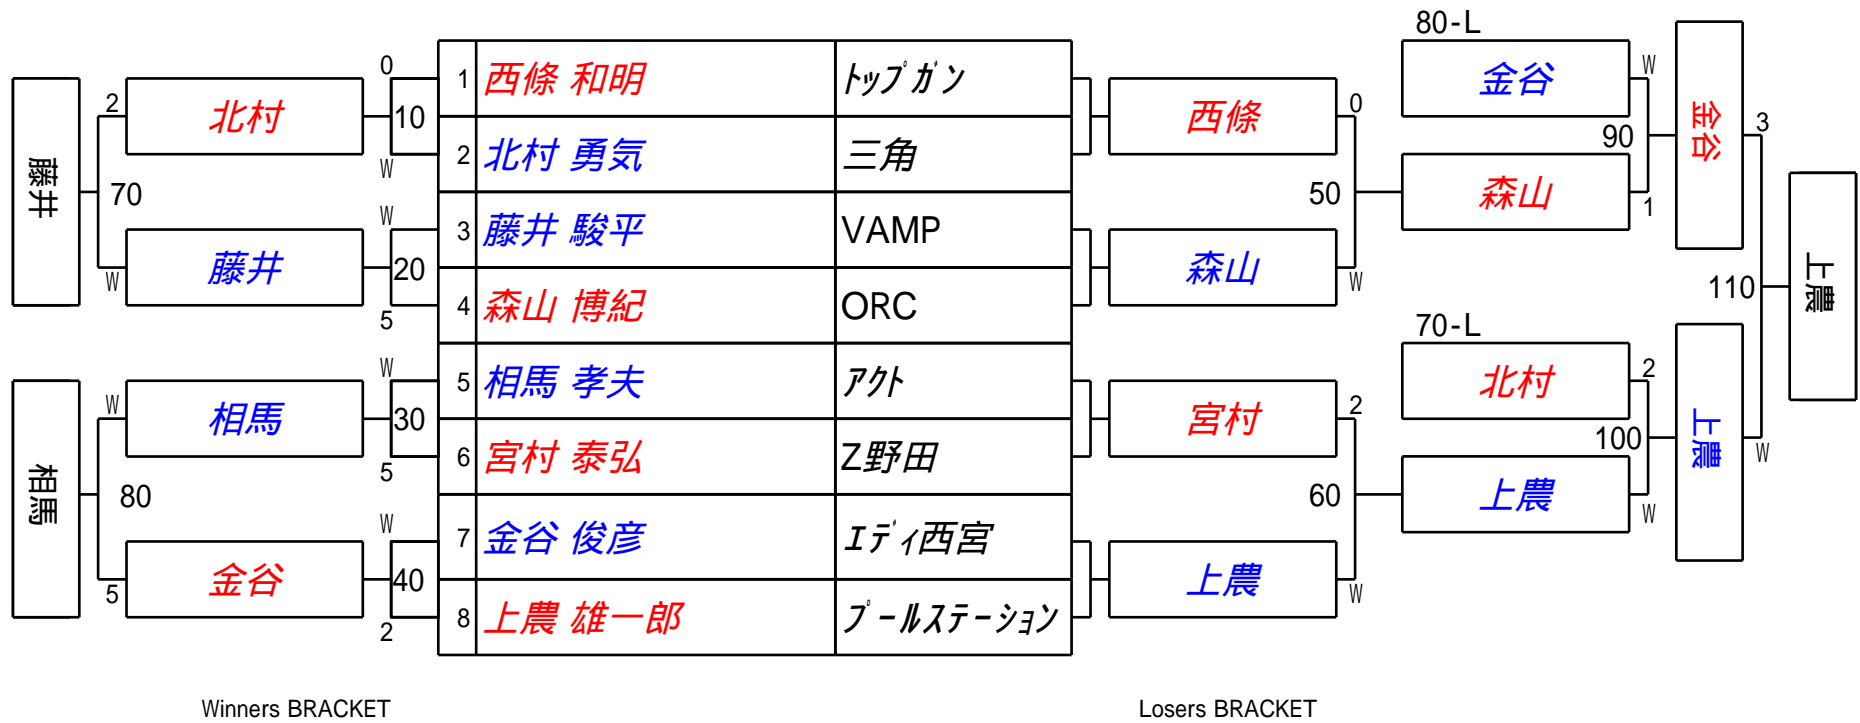 藤井
相馬
2
北村
70
W
藤井
W
相馬
80
5
金谷
0
10
W
W
20
5
W
30
5
W
40
2
1 西條 和明 トップガン
2 北村 勇気 三角
3 藤井 駿平 VAMP
4 森山 博紀 ORC
5 相馬 孝夫 アクト
6 宮村 泰弘 Z野田
7 金谷 俊彦 エディ西宮
8 上農 雄一郎 プールステーション
西條
0
50
森山
W
宮村
2
60
上農
W
80-L
金谷
W
90
森山
1
70-L
北村
2
100
上農
W
金谷
3
110
上農
W
上農
Winners BRACKET
Losers BRACKET